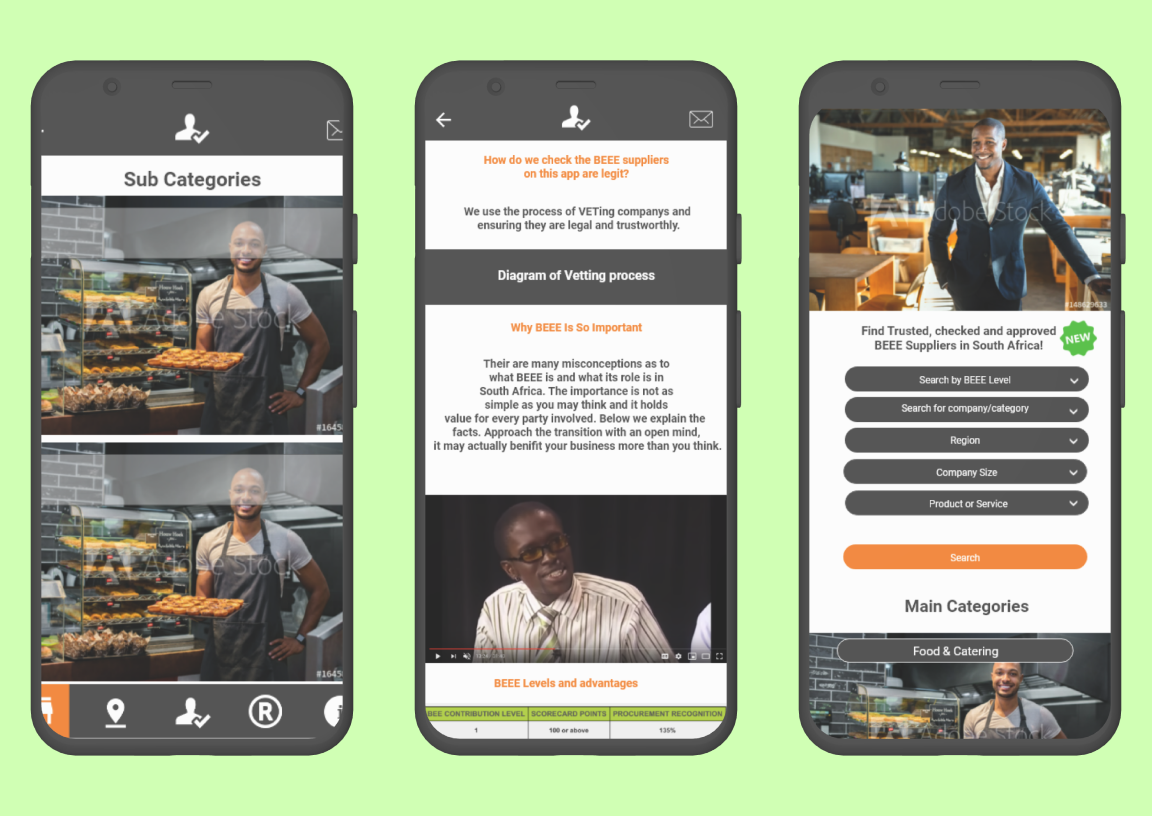 Sub Categories
Adobe Stock
#1645
Adobe Stock
#1645
R
How do we check the BEEE suppliers
on this app are legit?
We use the process of VETing companys and
ensuring they are legal and trustworthly.
Diagram of Vetting process
Why BEEE Is So Important
Their are many misconceptions as to
what BEEE is and what its role is in
South Africa. The importance is not as
simple as you may think and it holds
value for every party involved. Below we explain the
facts. Approach the transition with an open mind,
it may actually benifit your business more than you think.
BEEE Levels and advantages
BEE CONTRIBUTION LEVEL SCORECARD POINTS PROCUREMENT RECOGNITION
1 100 or above 135%
Adobe Stock
#148629633
Find Trusted, checked and approved
BEEE Suppliers in South Africa!
NEW
Search by BEEE Level
Search for company/category
Region
Company Size
Product or Service
Search
Main Categories
Food & Catering